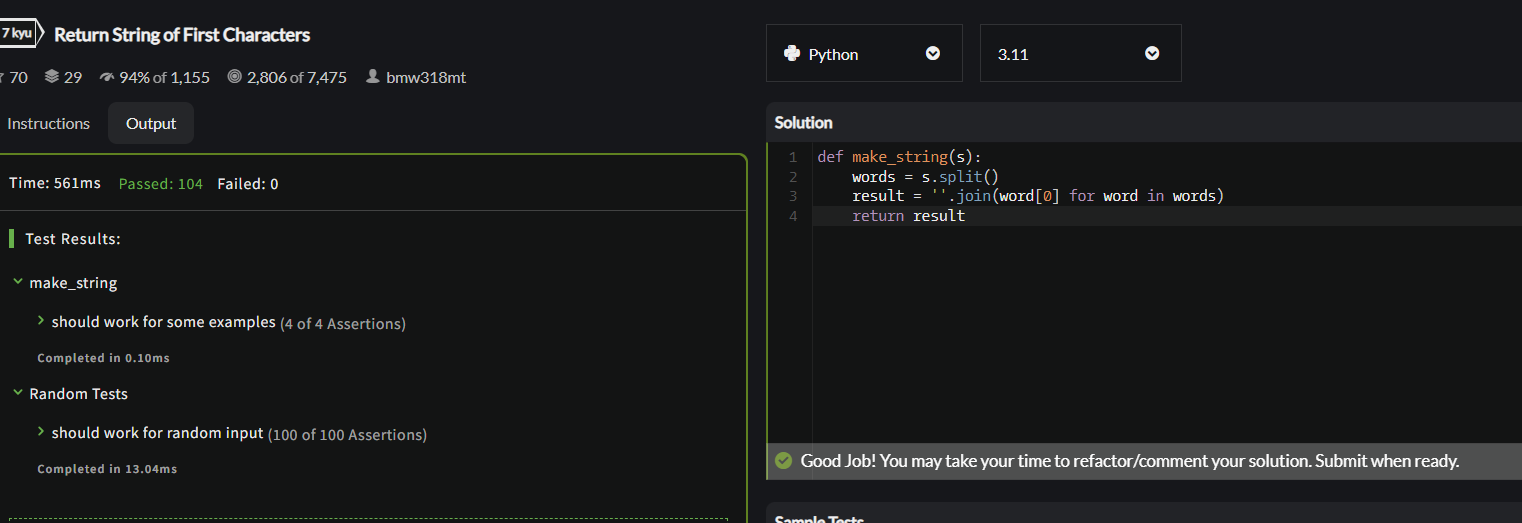 7 kyu Return String of First Characters
70 29 94% of 1,155 2,806 of 7,475 bmw318mt
Instructions Output
Time: 561ms Passed: 104 Failed: 0
Test Results:
make_string
should work for some examples (4 of 4 Assertions)
Completed in 0.10ms
Random Tests
should work for random input (100 of 100 Assertions)
Completed in 13.04ms
Python 3.11
Solution
1 def make_string(s):
2     words = s.split()
3     result = ''.join(word[0] for word in words)
4     return result
Good Job! You may take your time to refactor/comment your solution. Submit when ready.
Sample Tests